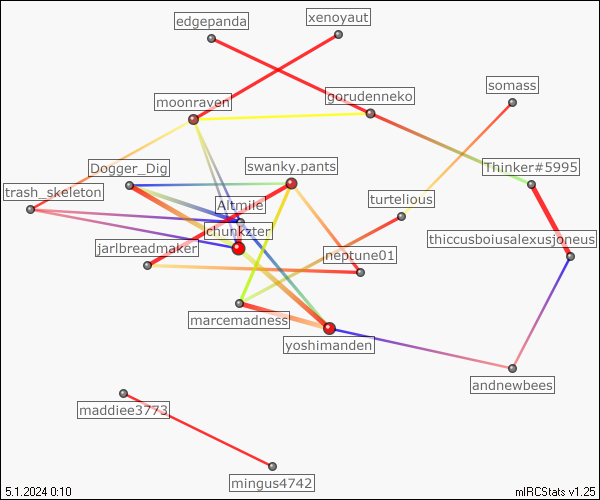 xenoyaut
edgepanda
somass
moonraven
gorudenneko
Dogger_Dig
swanky.pants
Thinker#5995
trash_skeleton
Altmile
turtelious
chunkzter
thiccusboiusalexusjoneus
jarlbreadmaker
neptune01
marcemadness
yoshimanden
andnewbees
maddiee3773
mingus4742
5.1.2024 0:10
mIRCStats v1.25